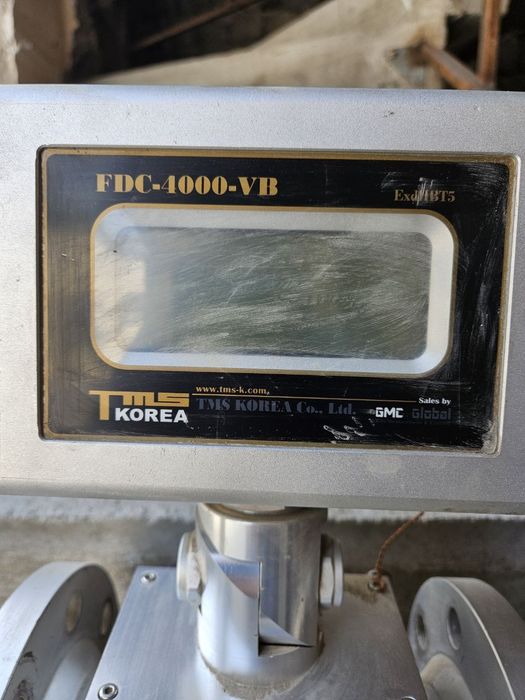 FDC-4000-VB
ExdⅡBT5
www.tms-k.com
TMS
KOREA
TMS KOREA Co., Ltd.
Sales by
GMC Global